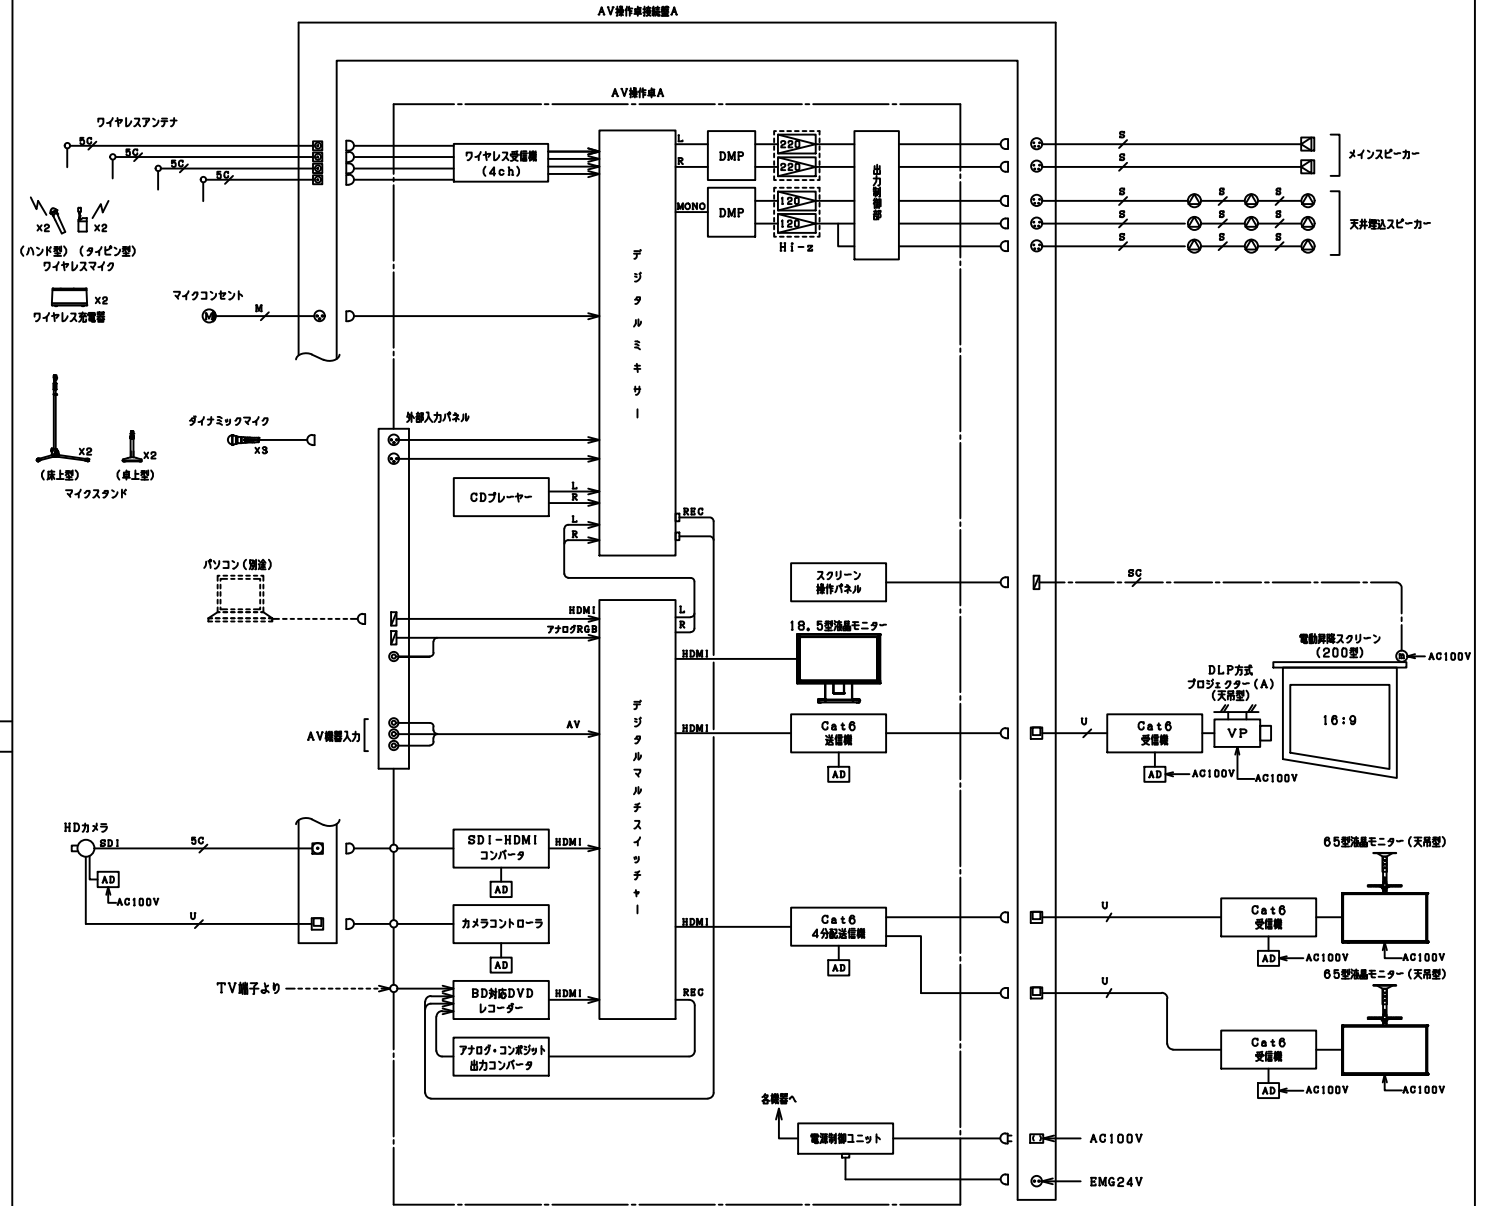 AV操作卓接続盤A
AV操作卓A
ワイヤレスアンテナ
5C
5C
5C
5C
ワイヤレス受信機
(4ch)
L
R
MONO
DMP
DMP
220
220
120
120
Hi-z
出力制御部
S
S
S
S
S
S
S
S
S
S
S
メインスピーカー
天井埋込スピーカー
x2
x2
(ハンド型)
(タイピン型)
ワイヤレスマイク
x2
ワイヤレス充電器
マイクコンセント
M
M
デジタルミキサー
x2
x2
(床上型)
(卓上型)
マイクスタンド
ダイナミックマイク
x3
外部入力パネル
CDプレーヤー
L
R
L
R
REC
パソコン(別途)
HDMI
アナログRGB
L
R
スクリーン
操作パネル
SC
18.5型液晶モニター
HDMI
電動昇降スクリーン
(200型)
m
AC100V
DLP方式
プロジェクター(A)
(天吊型)
16:9
AV機器入力
AV
デジタルマルチスイッチャー
HDMI
Cat6
送信機
AD
U
Cat6
受信機
VP
AD
AC100V
AC100V
HDカメラ
SDI
5C
AD
AC100V
U
SDI-HDMI
コンバータ
HDMI
AD
カメラコントローラ
AD
HDMI
Cat6
4分配送信機
AD
U
Cat6
受信機
AD
AC100V
65型液晶モニター(天吊型)
AC100V
65型液晶モニター(天吊型)
U
Cat6
受信機
AD
AC100V
AC100V
TV端子より
BD対応DVD
レコーダー
HDMI
REC
アナログ・コンポジット
出力コンバータ
各機器へ
電源制御ユニット
AC100V
EMG24V